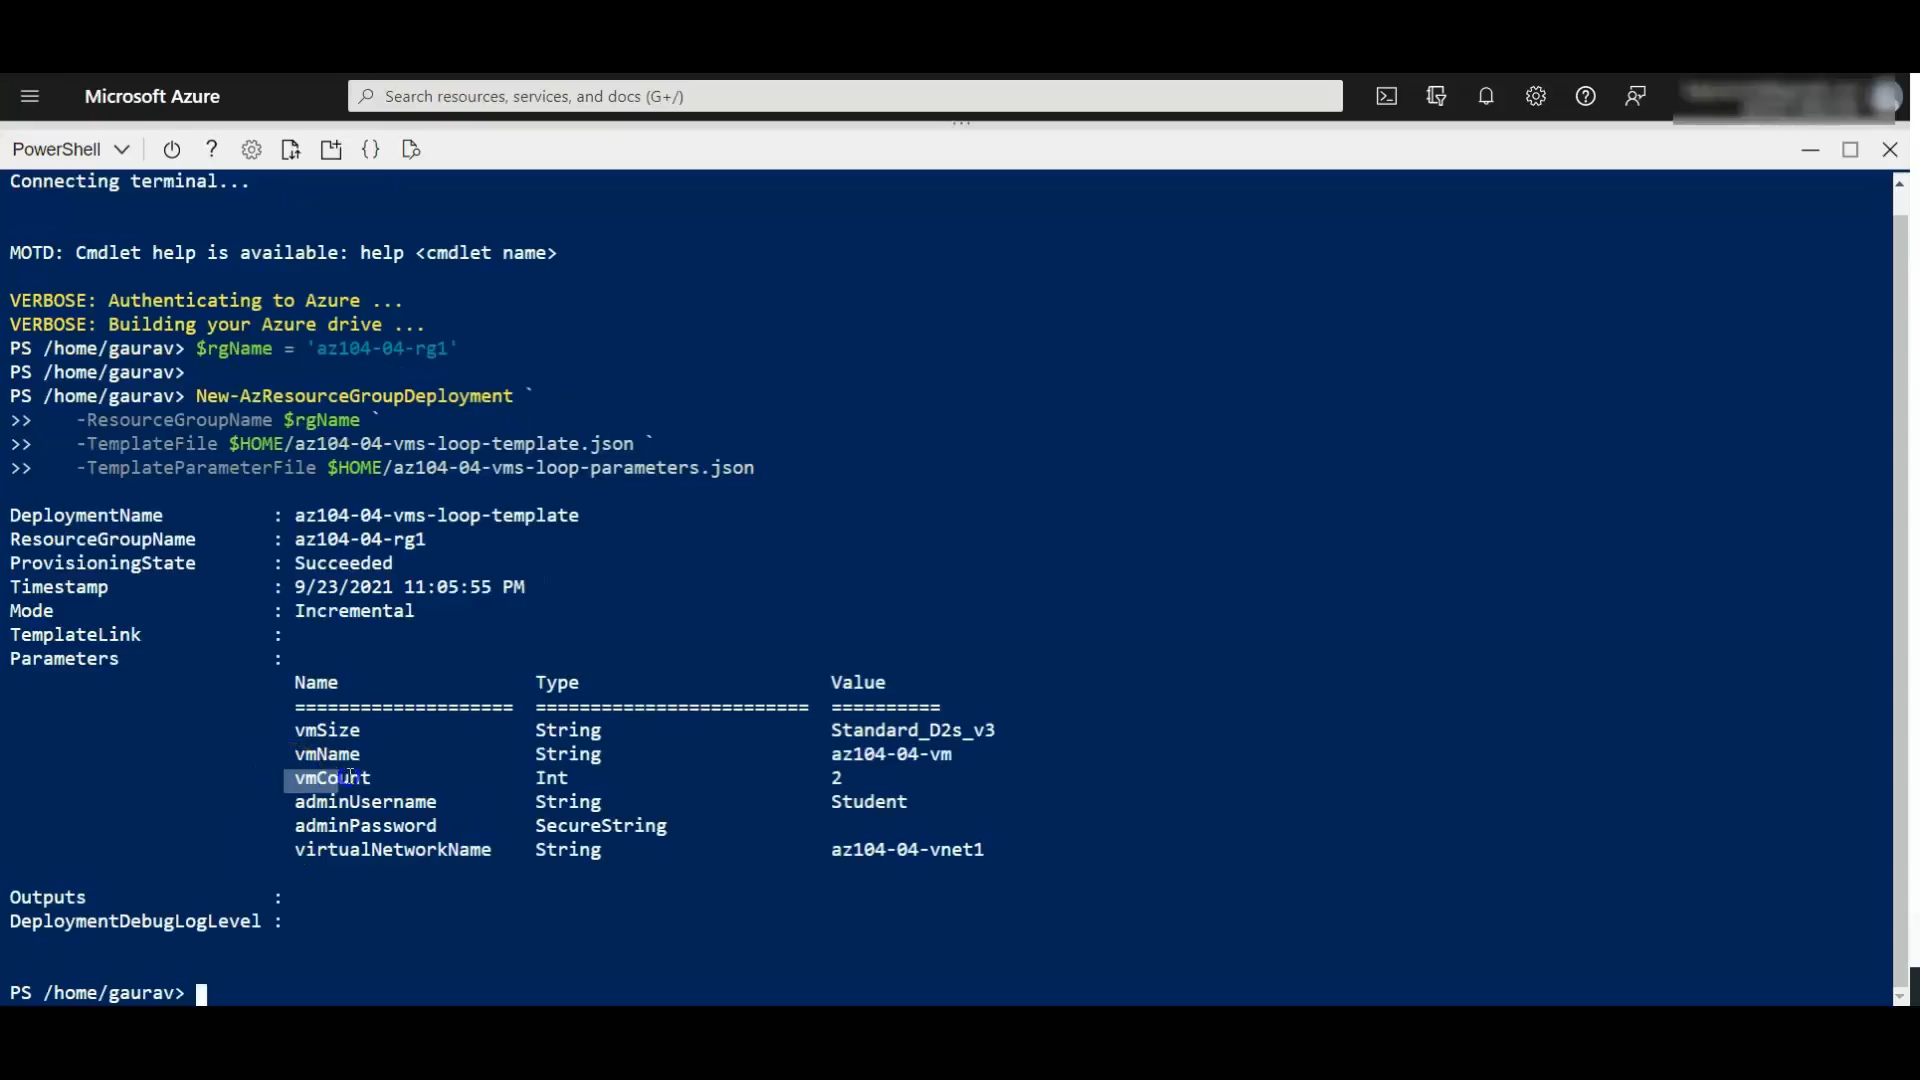 Microsoft Azure
Search resources, services, and docs (G+/)
PowerShell
Connecting terminal...
MOTD: Cmdlet help is available: help <cmdlet name>
VERBOSE: Authenticating to Azure ...
VERBOSE: Building your Azure drive ...
PS /home/gaurav> $rgName = 'az104-04-rg1'
PS /home/gaurav>
PS /home/gaurav> New-AzResourceGroupDeployment `
>>    -ResourceGroupName $rgName `
>>    -TemplateFile $HOME/az104-04-vms-loop-template.json `
>>    -TemplateParameterFile $HOME/az104-04-vms-loop-parameters.json
DeploymentName : az104-04-vms-loop-template
ResourceGroupName : az104-04-rg1
ProvisioningState : Succeeded
Timestamp : 9/23/2021 11:05:55 PM
Mode : Incremental
TemplateLink :
Parameters :
Name Type Value
==================== ========================= ==========
vmSize String Standard_D2s_v3
vmName String az104-04-vm
vmCount Int 2
adminUsername String Student
adminPassword SecureString
virtualNetworkName String az104-04-vnet1
Outputs :
DeploymentDebugLogLevel :
PS /home/gaurav>